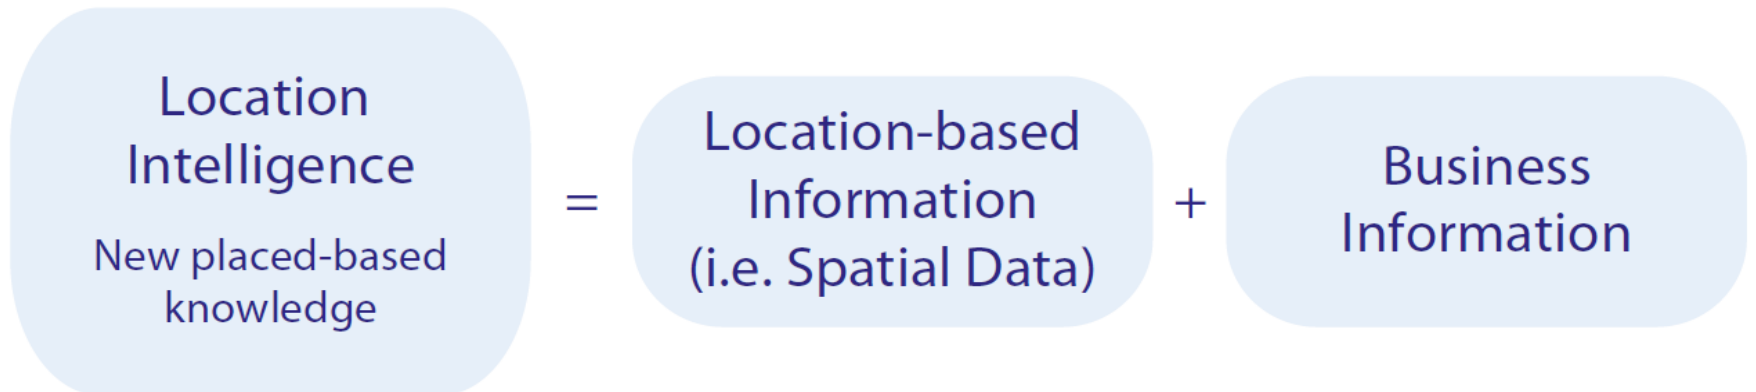 Location
Intelligence
New placed-based
knowledge
=
Location-based
Information
(i.e. Spatial Data)
+
Business
Information